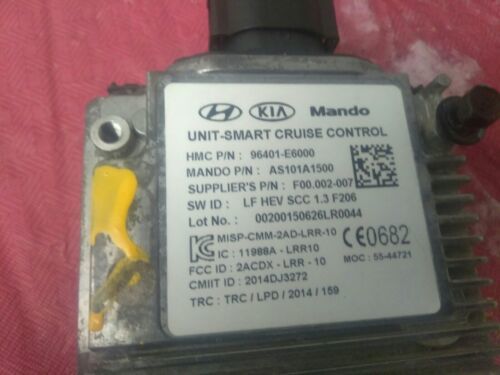 KIA Mando
UNIT-SMART CRUISE CONTROL
HMC P/N : 96401-E6000
MANDO P/N : AS101A1500
SUPPLIER'S P/N : F00.002-007
SW ID : LF HEV SCC 1.3 F206
Lot No. : 00200150626LR0044
MISP-CMM-2AD-LRR-10
IC : 11988A - LRR10
CE0682
FCC ID : 2ACDX - LRR - 10
MOC : 55-44721
CMIIT ID : 2014DJ3272
TRC : TRC / LPD / 2014 / 159